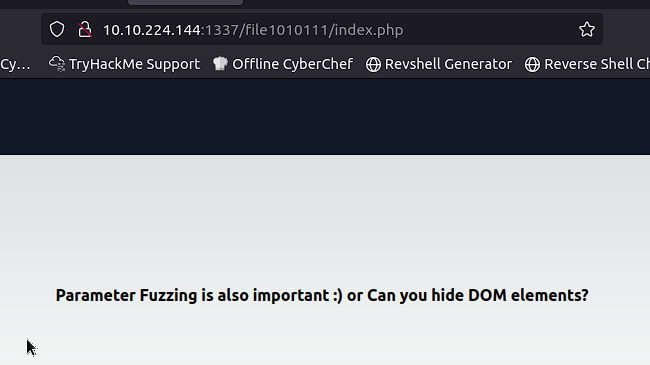 10.10.224.144:1337/file1010111/index.php
Cy... TryHackMe Support Offline CyberChef Revshell Generator Reverse Shell
Parameter Fuzzing is also important :) or Can you hide DOM elements?